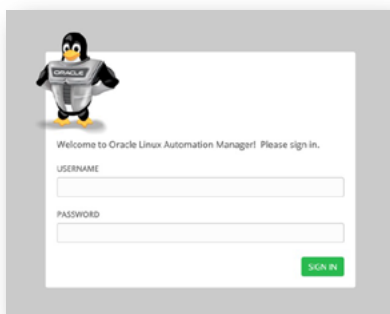 ORACLE
Welcome to Oracle Linux Automation Manager! Please sign in.
USERNAME
PASSWORD
SIGN IN